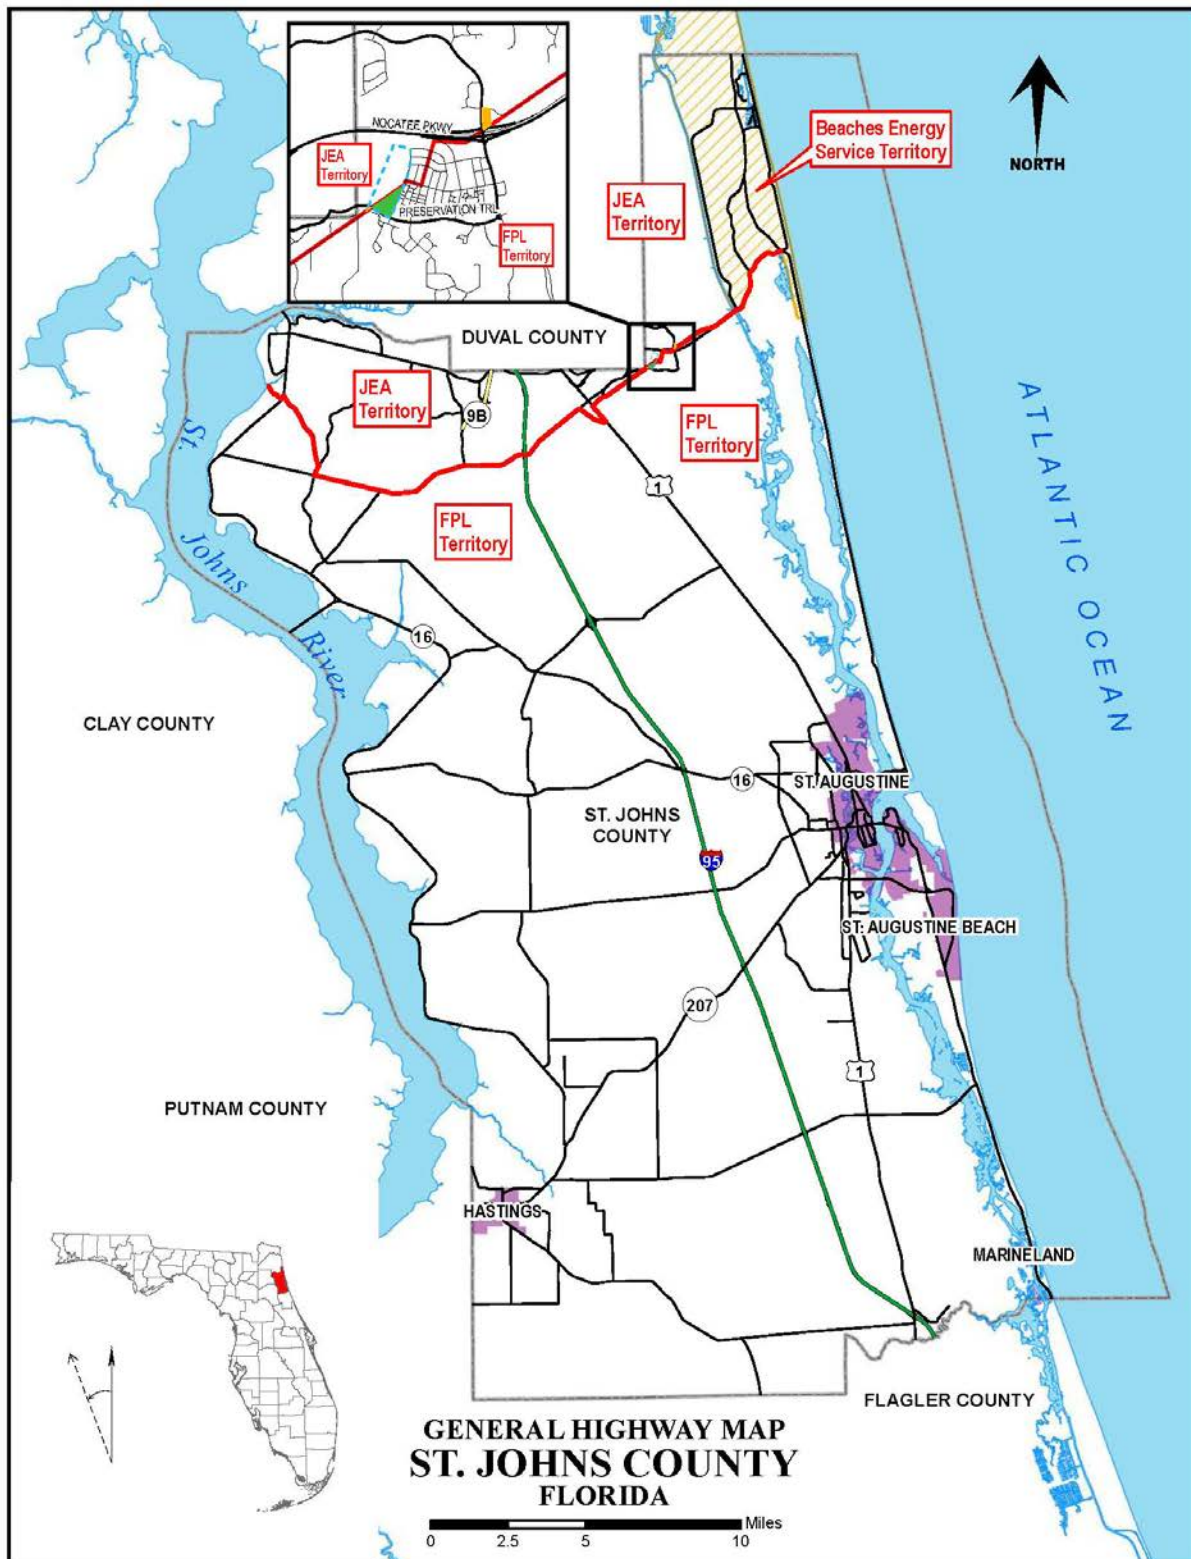 NOCATEE PKWY
JEA
Territory
PRESERVATION TRL
FPL
Territory
Beaches Energy
Service Territory
NORTH
JEA
Territory
DUVAL COUNTY
JEA
Territory
9B
FPL
Territory
1
FPL
Territory
ATLANTIC OCEAN
St.
Johns
River
16
CLAY COUNTY
16
ST. AUGUSTINE
ST. JOHNS
COUNTY
95
ST. AUGUSTINE BEACH
207
1
PUTNAM COUNTY
HASTINGS
MARINELAND
FLAGLER COUNTY
GENERAL HIGHWAY MAP
ST. JOHNS COUNTY
FLORIDA
Miles
0 2.5 5 10